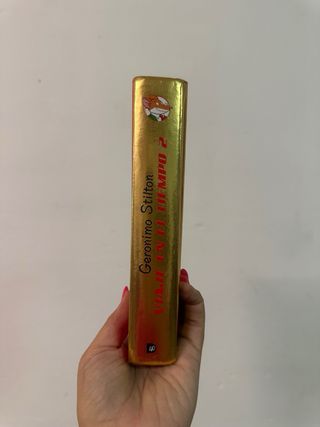 Geronimo Stilton
VIAJE EN EL TIEMPO 2